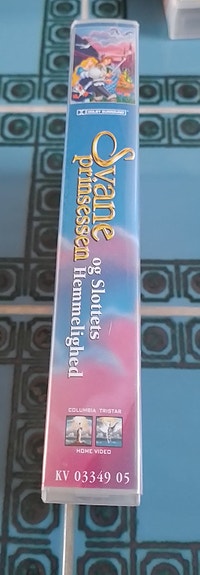 DOLBY SURROUND
Svane
prinsessen
og Slottets
Hemmelighed
COLUMBIA TRISTAR
HOME VIDEO
KV 03349 05